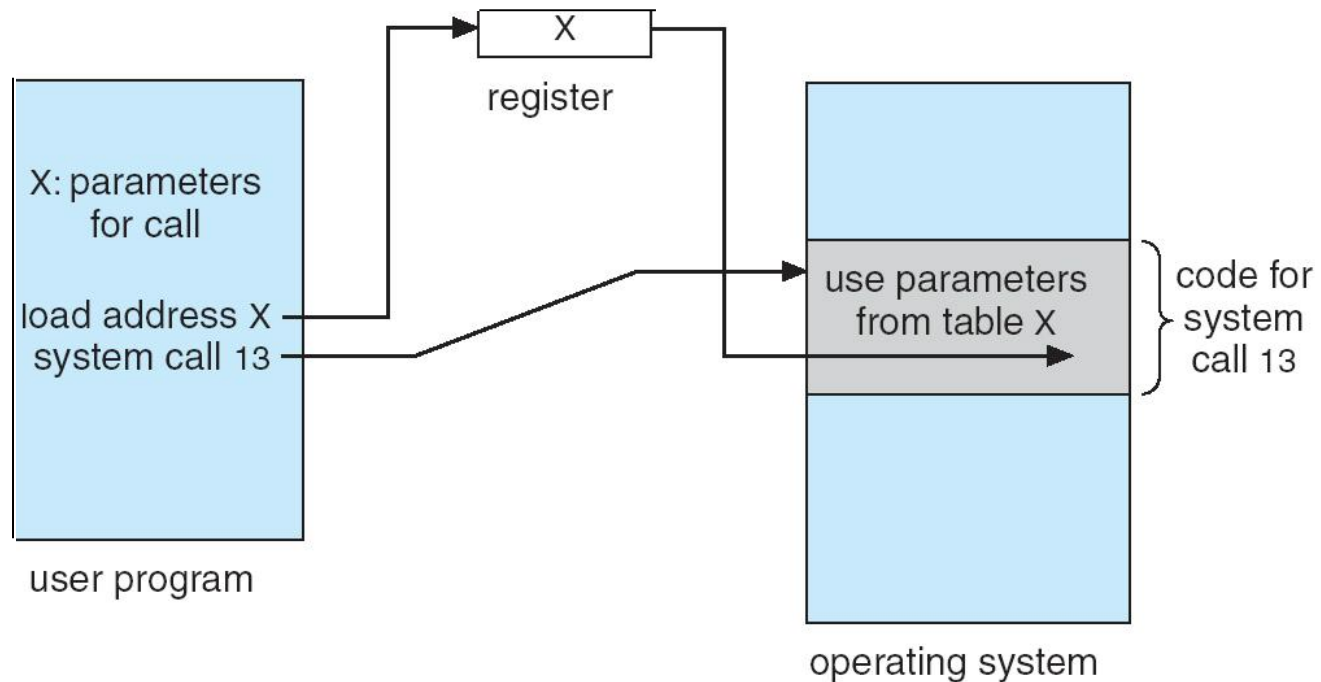 X
register
X: parameters
for call
load address X
system call 13
user program
use parameters
from table X
code for
system
call 13
operating system